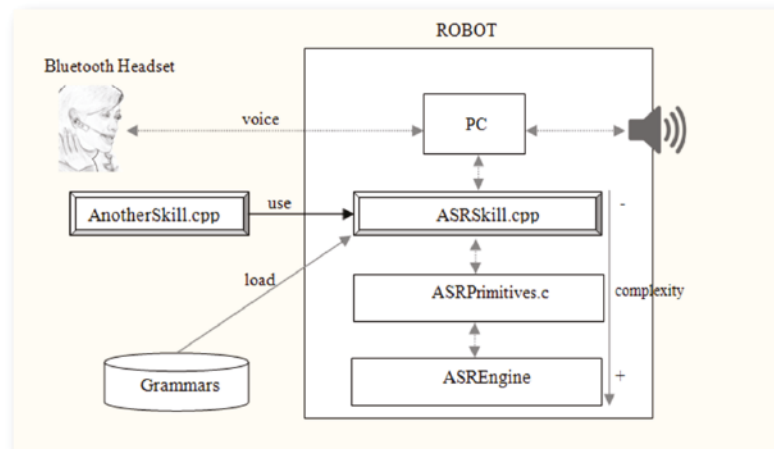 ROBOT
Bluetooth Headset
voice
PC
AnotherSkill.cpp
use
ASRSkill.cpp
-
load
ASRPrimitives.c
complexity
Grammars
ASREngine
+